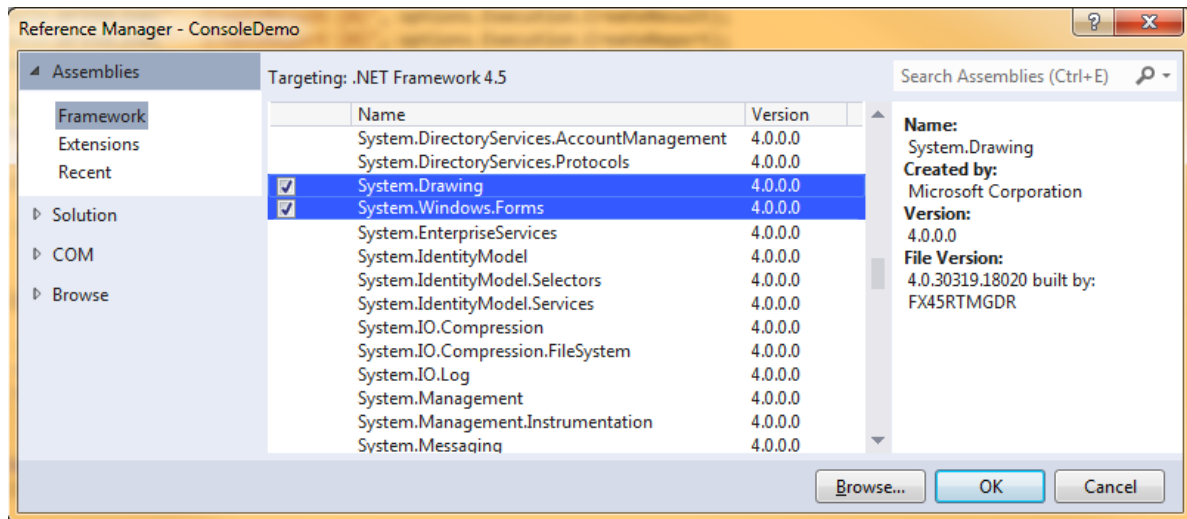 Reference Manager - ConsoleDemo
Assemblies
Framework
Extensions
Recent
Solution
COM
Browse
Targeting: .NET Framework 4.5
Name Version
System.DirectoryServices.AccountManagement 4.0.0.0
System.DirectoryServices.Protocols 4.0.0.0
System.Drawing 4.0.0.0
System.Windows.Forms 4.0.0.0
System.EnterpriseServices 4.0.0.0
System.IdentityModel 4.0.0.0
System.IdentityModel.Selectors 4.0.0.0
System.IdentityModel.Services 4.0.0.0
System.IO.Compression 4.0.0.0
System.IO.Compression.FileSystem 4.0.0.0
System.IO.Log 4.0.0.0
System.Management 4.0.0.0
System.Management.Instrumentation 4.0.0.0
System.Messaging 4.0.0.0
Search Assemblies (Ctrl+E)
Name:
System.Drawing
Created by:
Microsoft Corporation
Version:
4.0.0.0
File Version:
4.0.30319.18020 built by:
FX45RTMGDR
Browse... OK Cancel